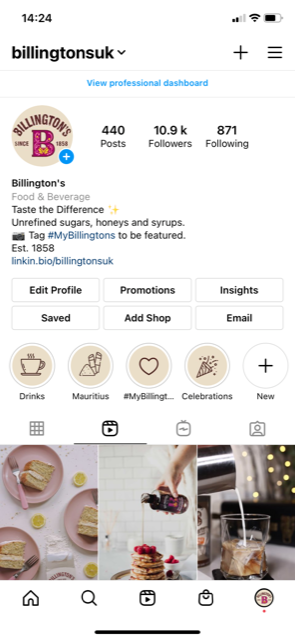 14:24
billingtonsuk
View professional dashboard
BILLINGTON'S
B
SINCE 1858
440
Posts
10.9 k
Followers
871
Following
Billington's
Food & Beverage
Taste the Difference ✨
Unrefined sugars, honeys and syrups.
📷 Tag #MyBillingtons to be featured.
Est. 1858
linkin.bio/billingtonsuk
Edit Profile
Promotions
Insights
Saved
Add Shop
Email
Drinks
Mauritius
#MyBillingt...
Celebrations
New